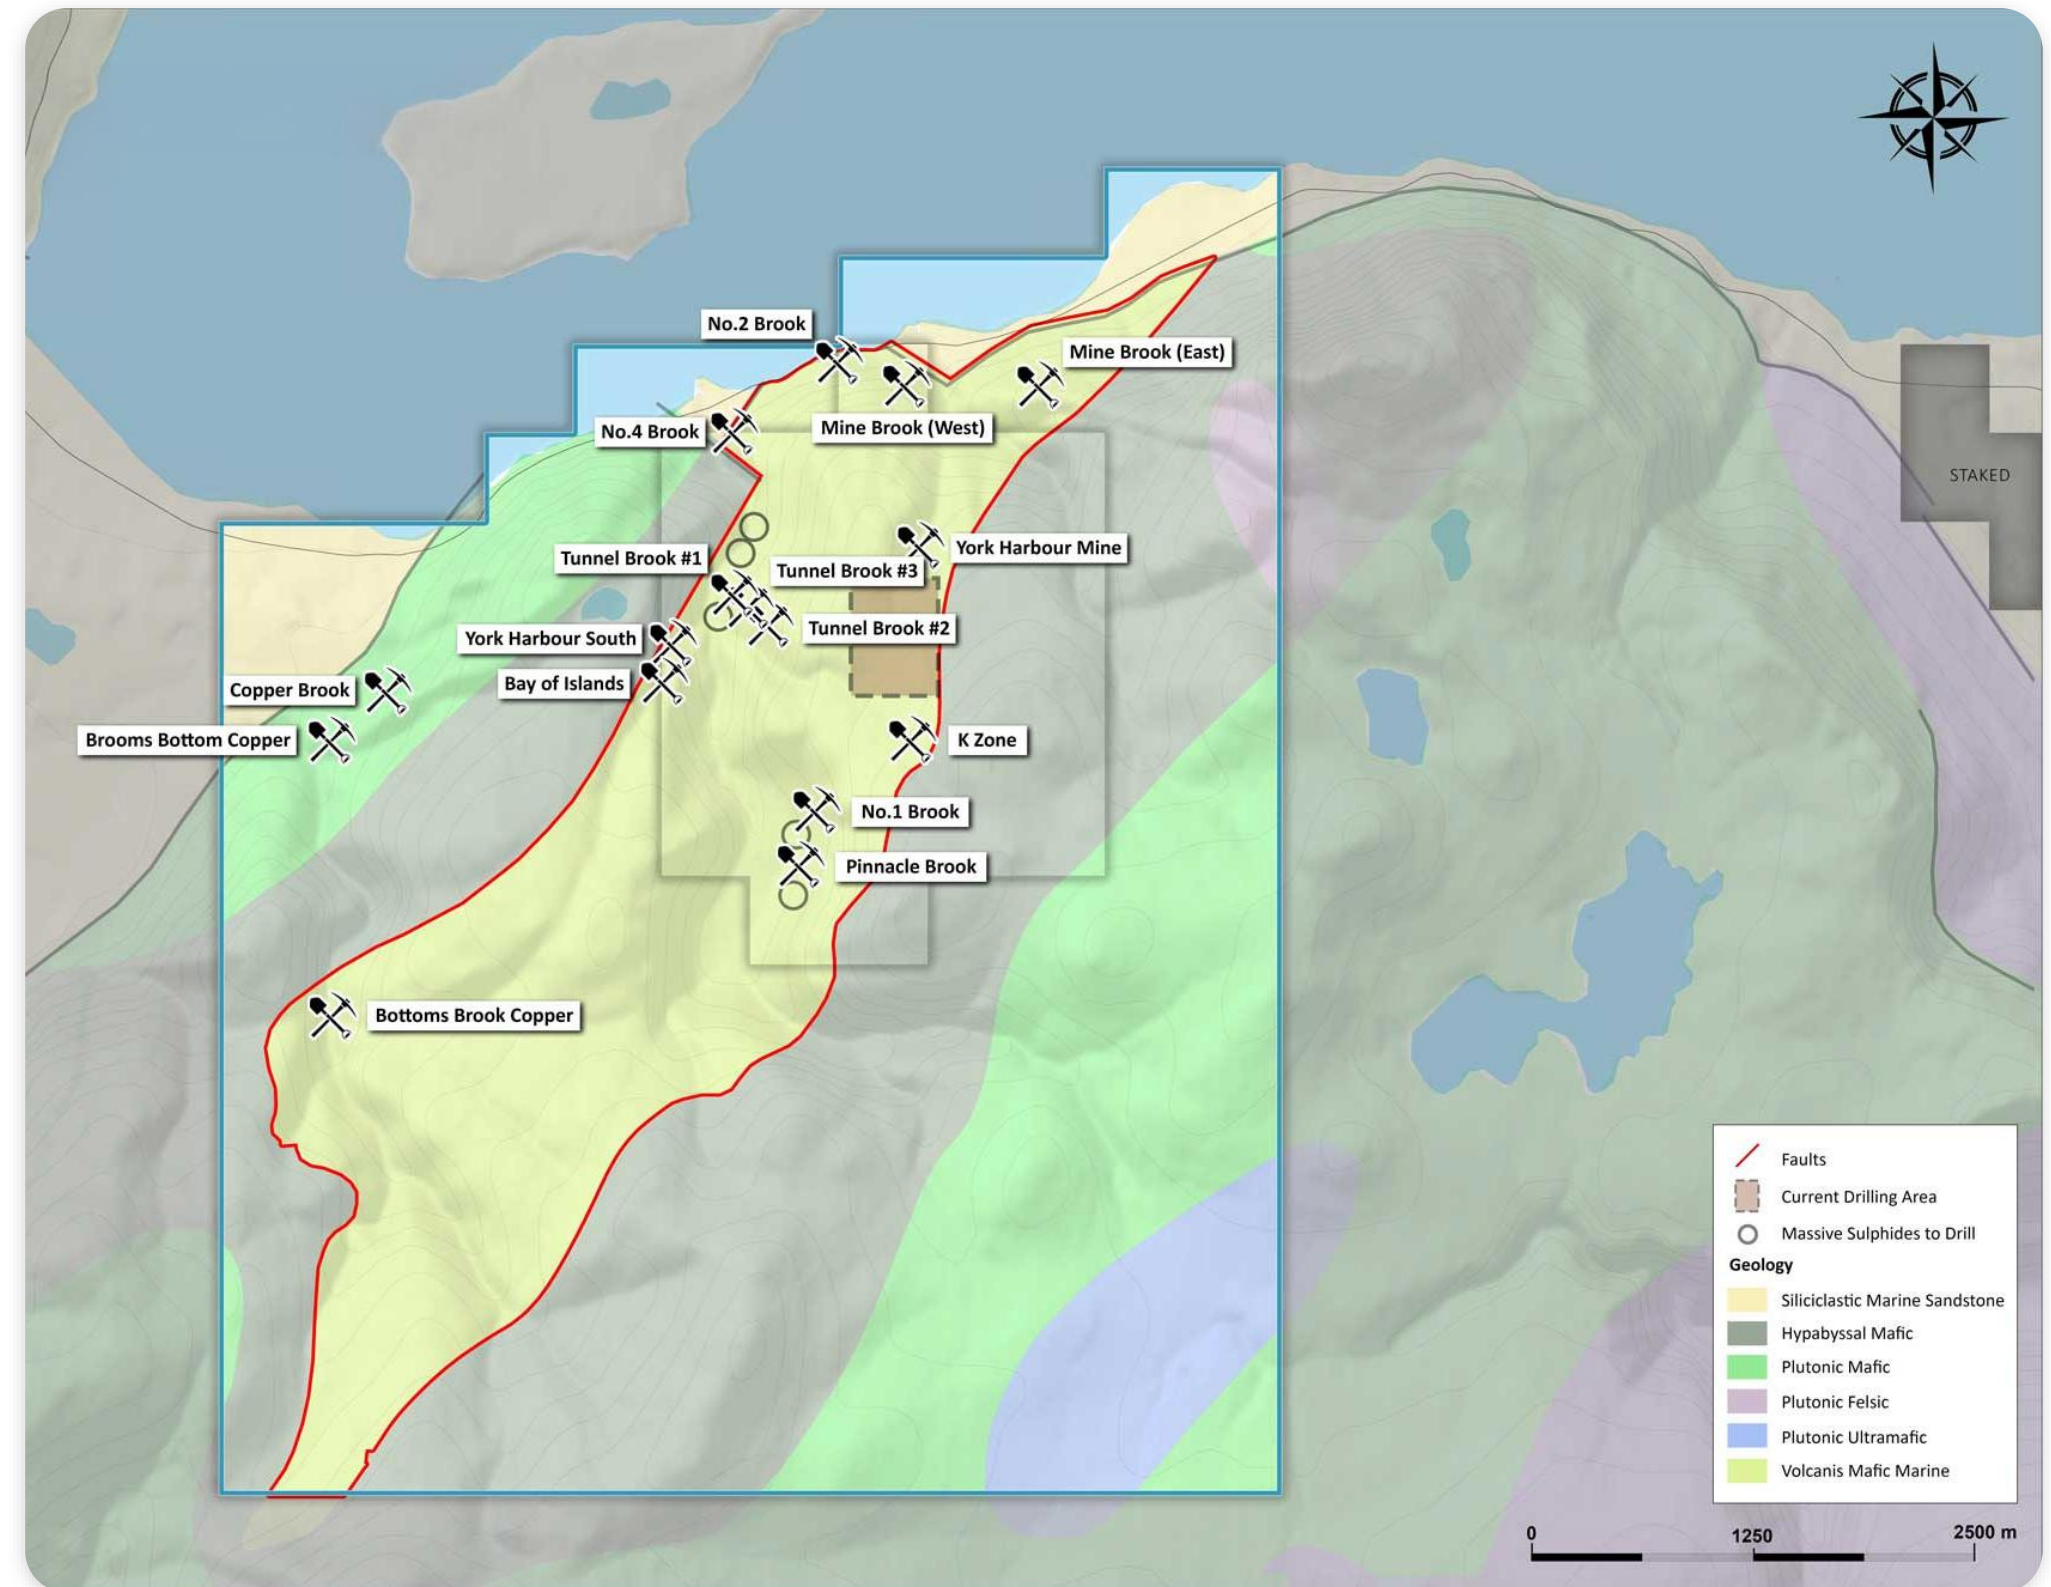 No.2 Brook
Mine Brook (East)
No.4 Brook
Mine Brook (West)
STAKED
York Harbour Mine
Tunnel Brook #1
Tunnel Brook #3
Tunnel Brook #2
York Harbour South
Bay of Islands
Copper Brook
Brooms Bottom Copper
K Zone
No.1 Brook
Pinnacle Brook
Bottoms Brook Copper
Faults
Current Drilling Area
Massive Sulphides to Drill
Geology
Siliciclastic Marine Sandstone
Hypabyssal Mafic
Plutonic Mafic
Plutonic Felsic
Plutonic Ultramafic
Volcanis Mafic Marine
0 1250 2500 m